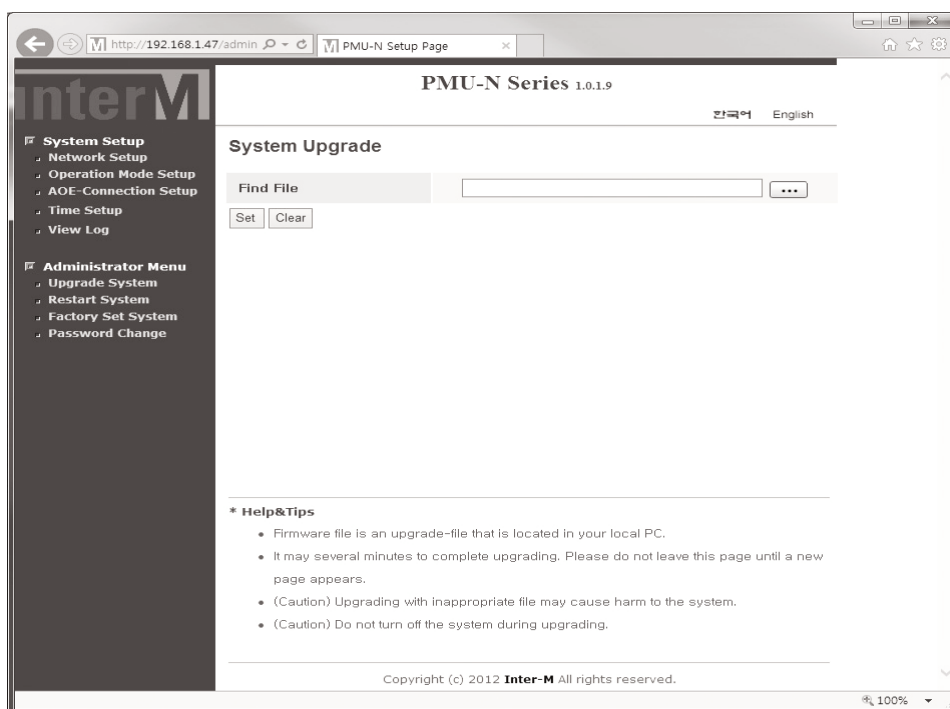 http://192.168.1.47/admin
PMU-N Setup Page
interM
PMU-N Series 1.0.1.9
한국어 English
System Setup
Network Setup
Operation Mode Setup
AOE-Connection Setup
Time Setup
View Log
Administrator Menu
Upgrade System
Restart System
Factory Set System
Password Change
System Upgrade
Find File
...
Set Clear
* Help&Tips
• Firmware file is an upgrade-file that is located in your local PC.
• It may several minutes to complete upgrading. Please do not leave this page until a new
page appears.
• (Caution) Upgrading with inappropriate file may cause harm to the system.
• (Caution) Do not turn off the system during upgrading.
Copyright (c) 2012 Inter-M All rights reserved.
100%